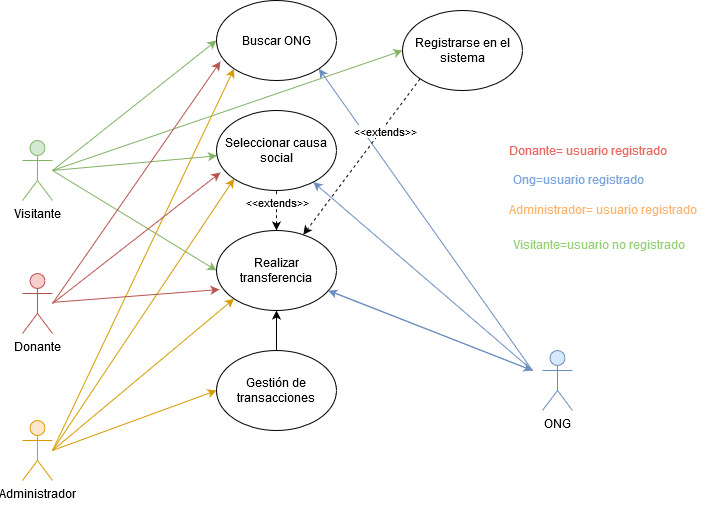 Buscar ONG
Registrarse en el
sistema
<<extends>>
Seleccionar causa
social
Donante= usuario registrado
Ong=usuario registrado
Administrador= usuario registrado
Visitante=usuario no registrado
Visitante
<<extends>>
Realizar
transferencia
Donante
Gestión de
transacciones
ONG
Administrador